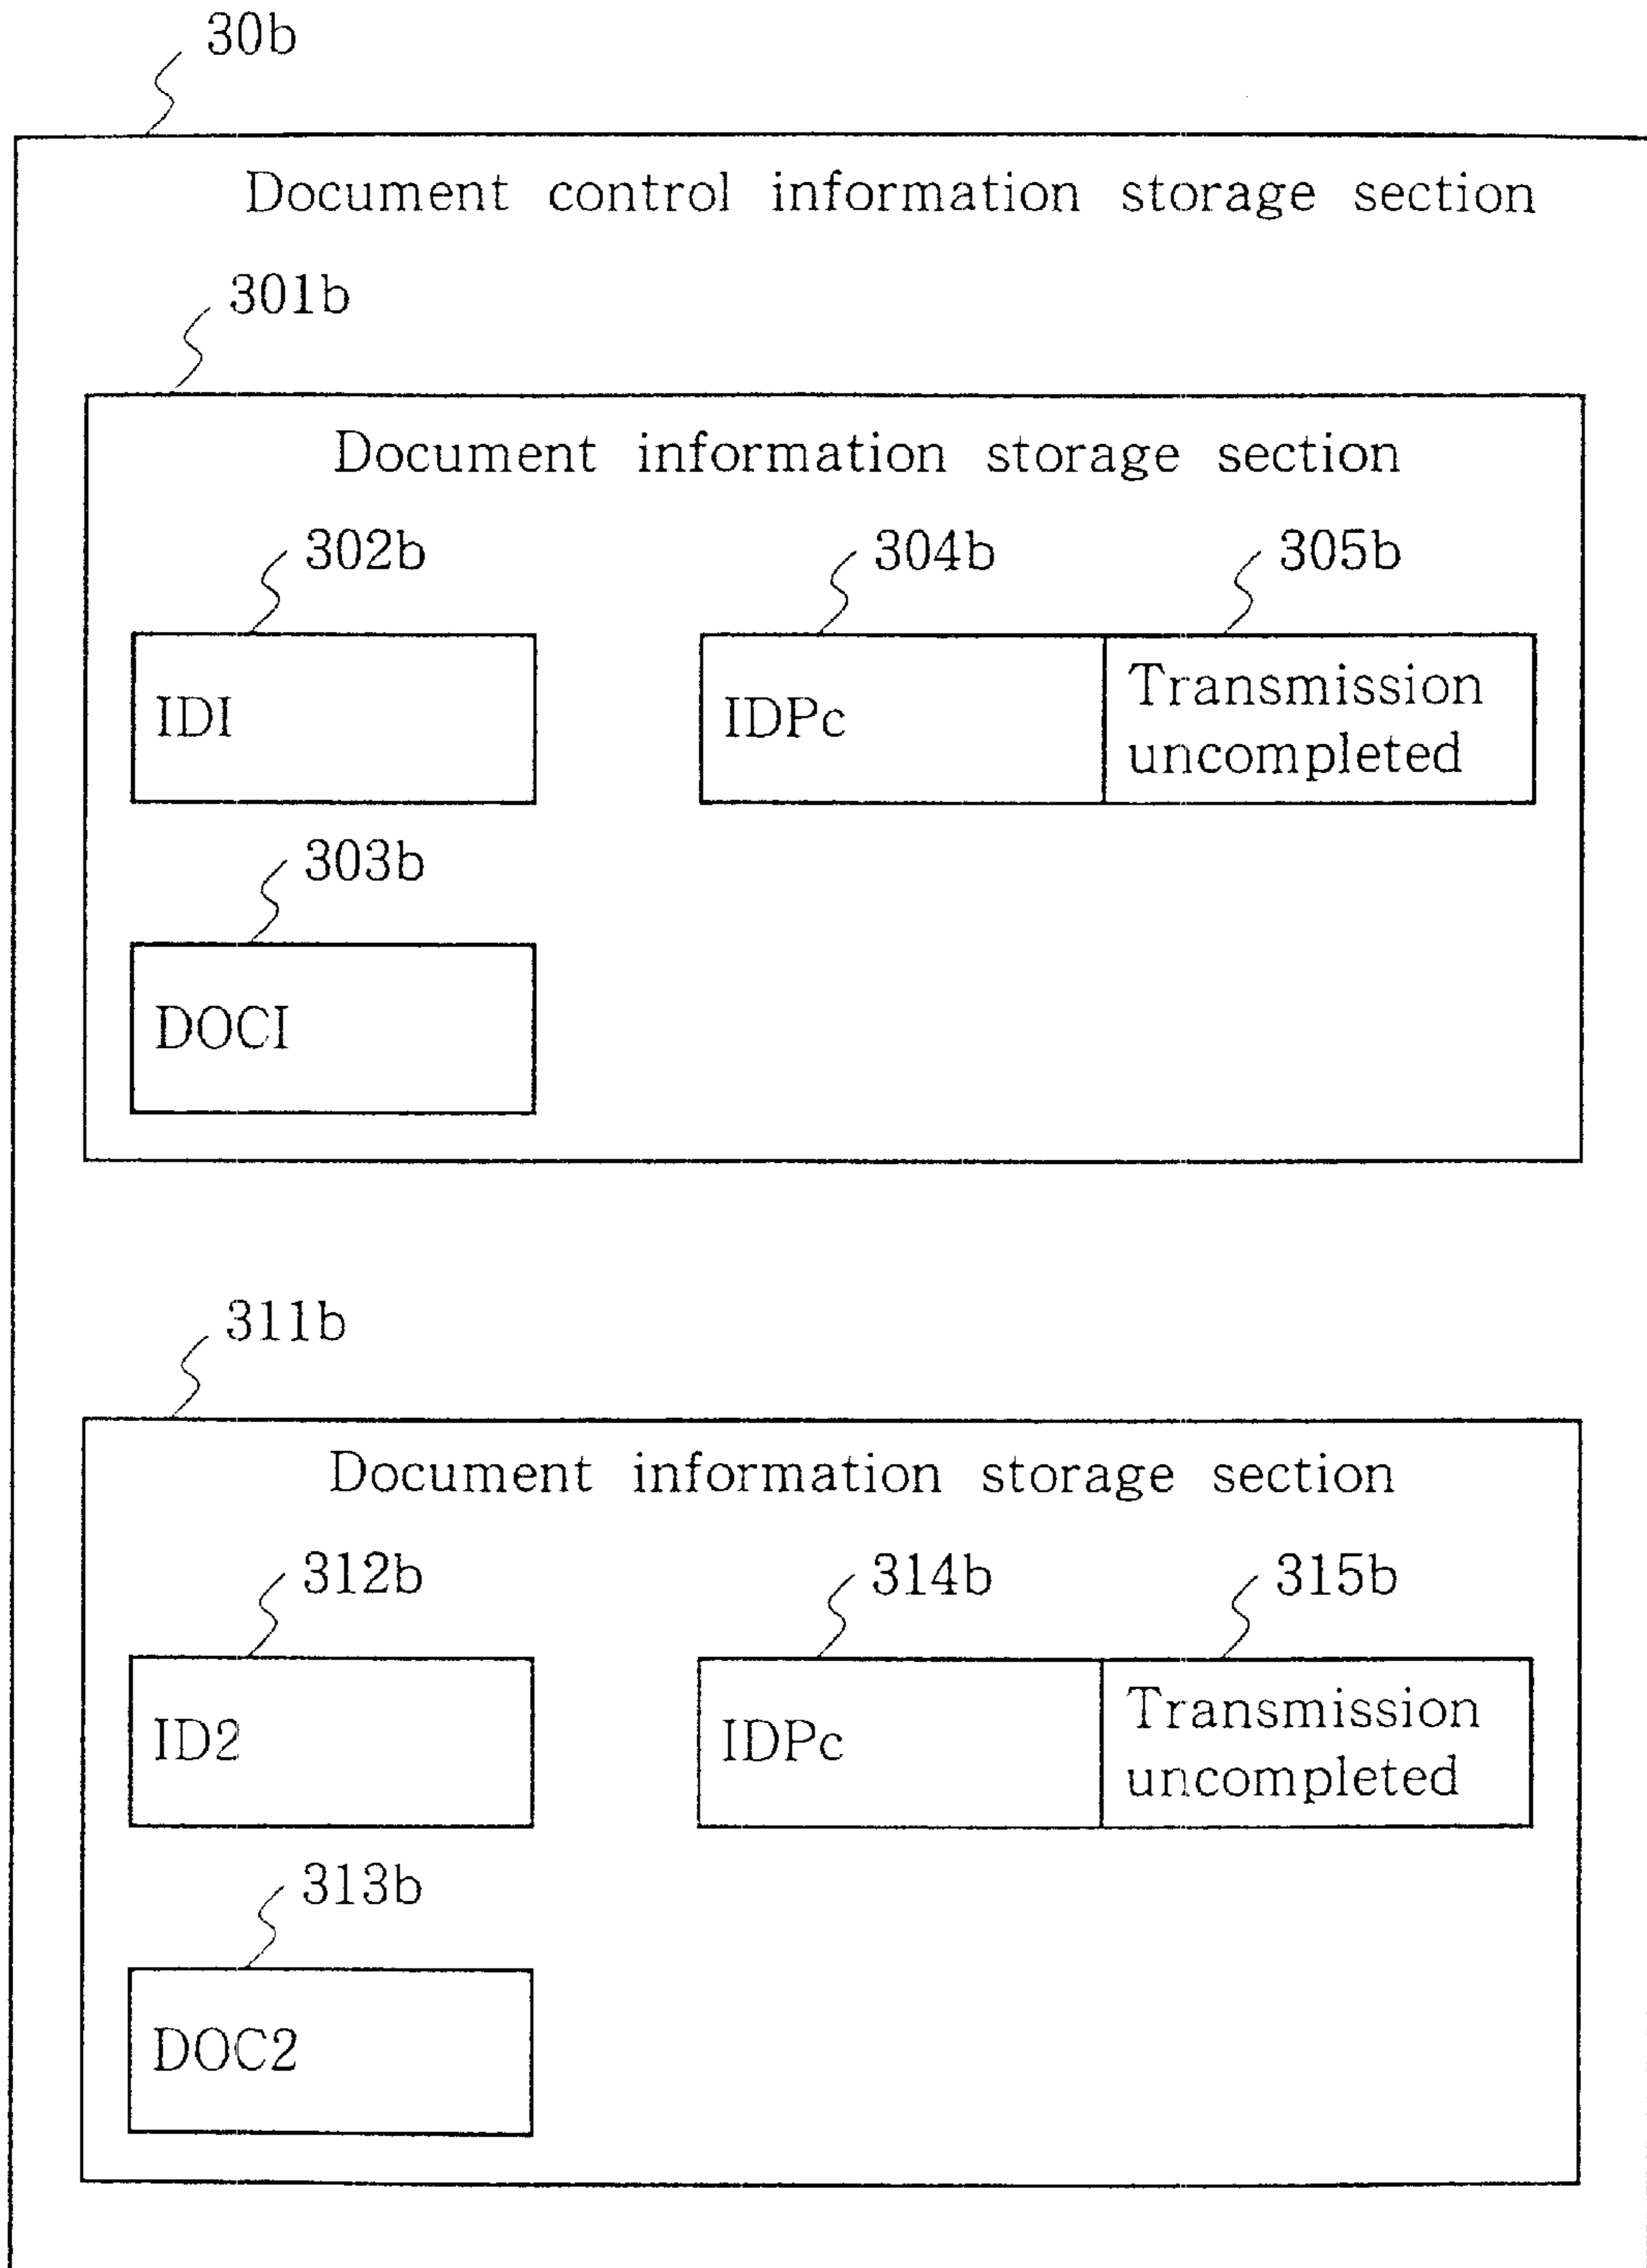 30b
Document control information storage section
301b
Document information storage section
302b 304b 305b
IDI IDPc Transmission
uncompleted
303b
DOCI
311b
Document information storage section
312b 314b 315b
ID2 IDPc Transmission
uncompleted
313b
DOC2